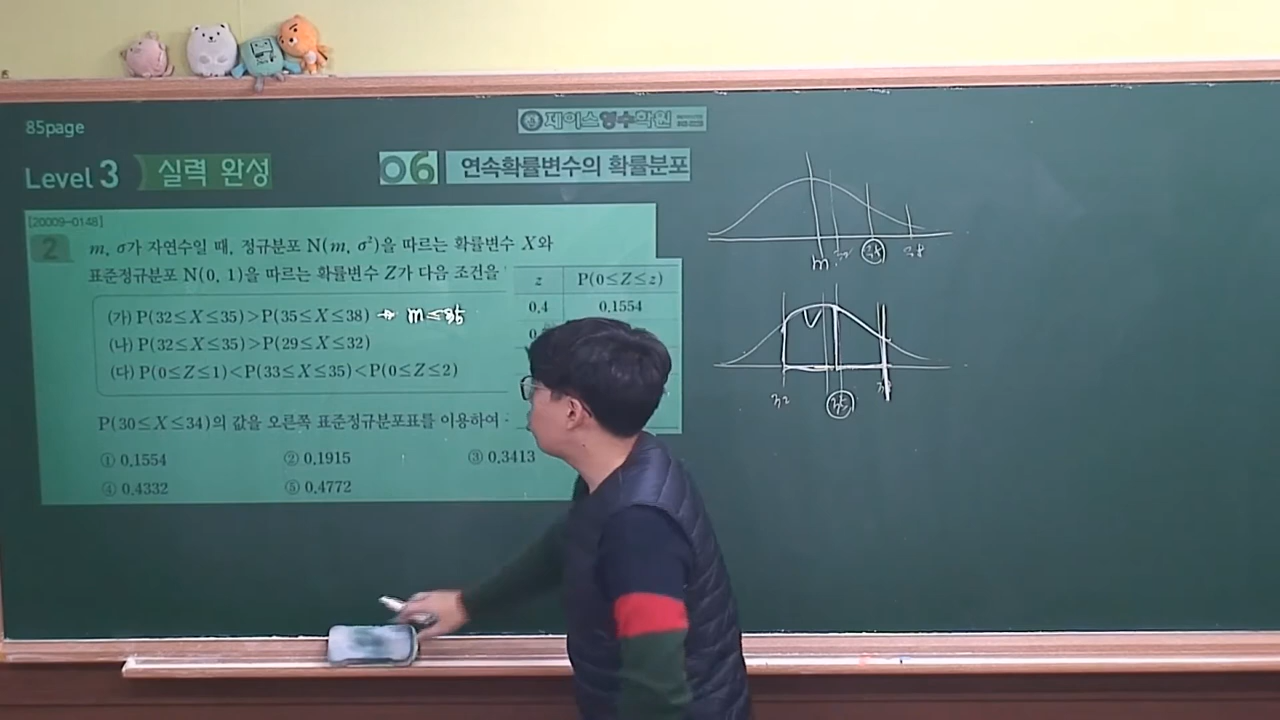 85page
제이스영수학원
Level 3 실력 완성
06 연속확률변수의 확률분포
[20009-0148]
2 m, σ가 자연수일 때, 정규분포 N(m, σ²)을 따르는 확률변수 X와
표준정규분포 N(0, 1)을 따르는 확률변수 Z가 다음 조건을
(가) P(32≤X≤35)>P(35≤X≤38) → m≤35
(나) P(32≤X≤35)>P(29≤X≤32)
(다) P(0≤Z≤1)<P(33≤X≤35)<P(0≤Z≤2)
P(30≤X≤34)의 값을 오른쪽 표준정규분포표를 이용하여
① 0.1554 ② 0.1915 ③ 0.3413
④ 0.4332 ⑤ 0.4772
z P(0≤Z≤z)
0.4 0.1554
m 32 35 38
32 35